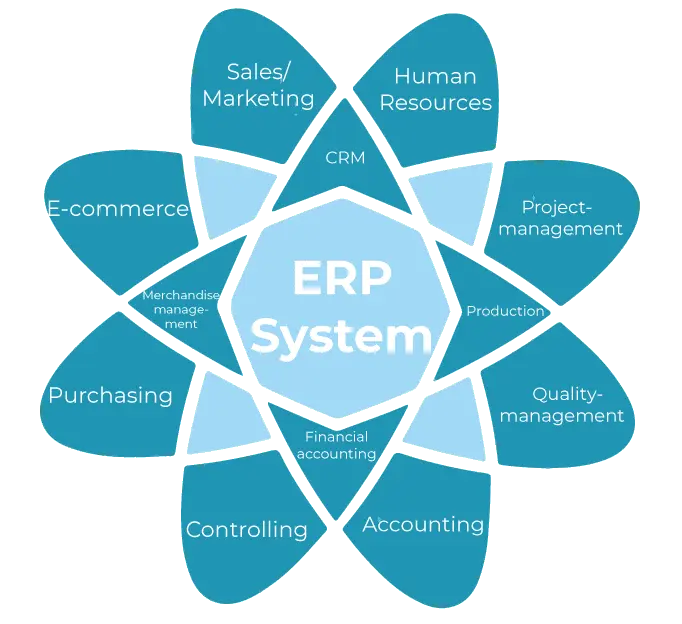 Sales/
Marketing
Human
Resources
CRM
E-commerce
Project-
management
ERP
System
Merchandise
manage-
ment
Production
Purchasing
Quality-
management
Financial
accounting
Controlling
Accounting